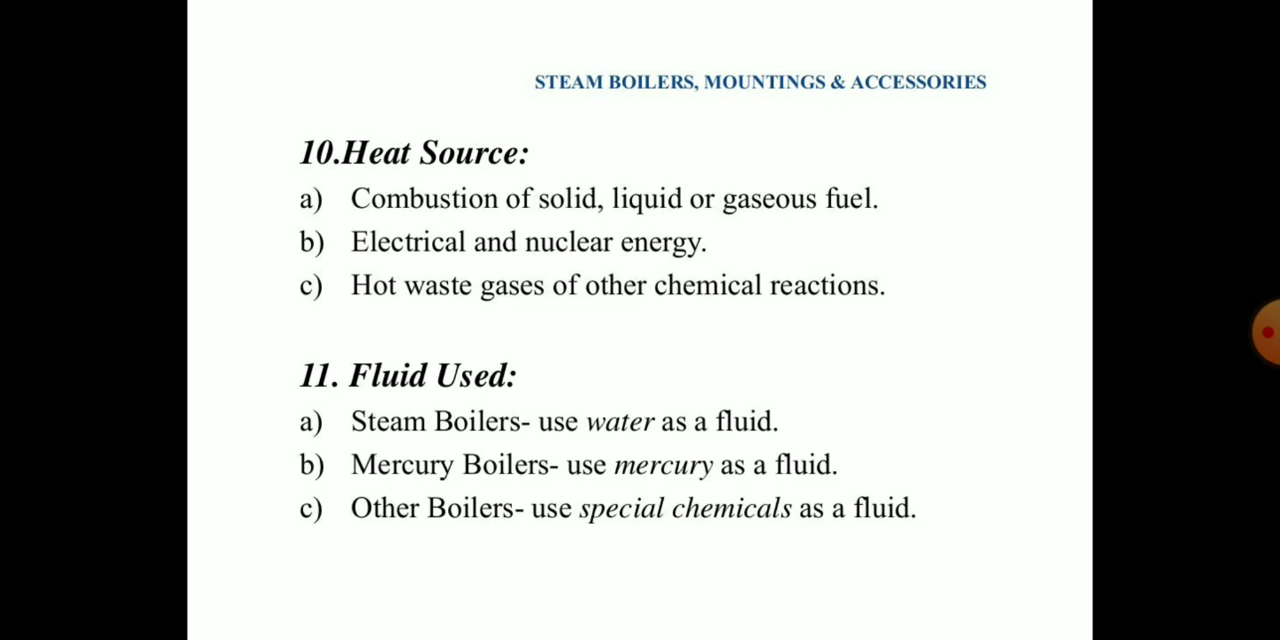 STEAM BOILERS, MOUNTINGS & ACCESSORIES
10.Heat Source:
a) Combustion of solid, liquid or gaseous fuel.
b) Electrical and nuclear energy.
c) Hot waste gases of other chemical reactions.
11. Fluid Used:
a) Steam Boilers- use water as a fluid.
b) Mercury Boilers- use mercury as a fluid.
c) Other Boilers- use special chemicals as a fluid.